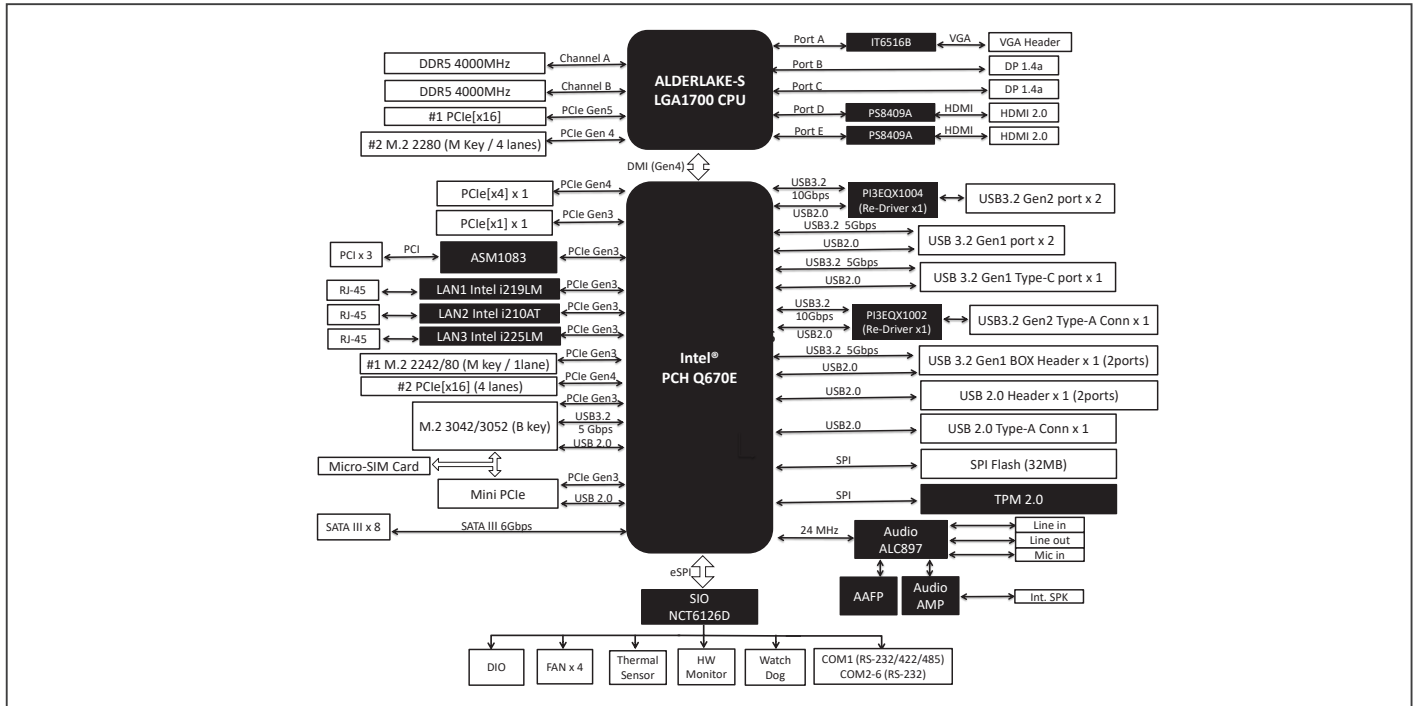 DDR5 4000MHz
Channel A
DDR5 4000MHz
Channel B
#1 PCIe[x16]
PCIe Gen5
#2 M.2 2280 (M Key / 4 lanes)
PCIe Gen 4
ALDERLAKE-S
LGA1700 CPU
Port A
IT6516B
VGA
VGA Header
Port B
DP 1.4a
Port C
DP 1.4a
Port D
PS8409A
HDMI
HDMI 2.0
Port E
PS8409A
HDMI
HDMI 2.0
DMI (Gen4)
PCIe[x4] x 1
PCIe Gen4
PCIe[x1] x 1
PCIe Gen3
PCI x 3
PCI
ASM1083
PCIe Gen3
RJ-45
LAN1 Intel i219LM
PCIe Gen3
RJ-45
LAN2 Intel i210AT
PCIe Gen3
RJ-45
LAN3 Intel i225LM
PCIe Gen3
#1 M.2 2242/80 (M key / 1lane)
PCIe Gen3
#2 PCIe[x16] (4 lanes)
PCIe Gen4
M.2 3042/3052 (B key)
PCIe Gen3
USB3.2
5 Gbps
USB 2.0
Micro-SIM Card
Mini PCIe
PCIe Gen3
USB 2.0
SATA III x 8
SATA III 6Gbps
Intel®
PCH Q670E
USB3.2
10Gbps
USB2.0
PI3EQX1004
(Re-Driver x1)
USB3.2 Gen2 port x 2
USB3.2 5Gbps
USB2.0
USB 3.2 Gen1 port x 2
USB3.2 5Gbps
USB2.0
USB 3.2 Gen1 Type-C port x 1
USB3.2
10Gbps
USB2.0
PI3EQX1002
(Re-Driver x1)
USB3.2 Gen2 Type-A Conn x 1
USB3.2 5Gbps
USB2.0
USB 3.2 Gen1 BOX Header x 1 (2ports)
USB2.0
USB 2.0 Header x 1 (2ports)
USB2.0
USB 2.0 Type-A Conn x 1
SPI
SPI Flash (32MB)
SPI
TPM 2.0
24 MHz
Audio
ALC897
Line in
Line out
Mic in
AAFP
Audio
AMP
Int. SPK
eSPI
SIO
NCT6126D
DIO
FAN x 4
Thermal
Sensor
HW
Monitor
Watch
Dog
COM1 (RS-232/422/485)
COM2-6 (RS-232)